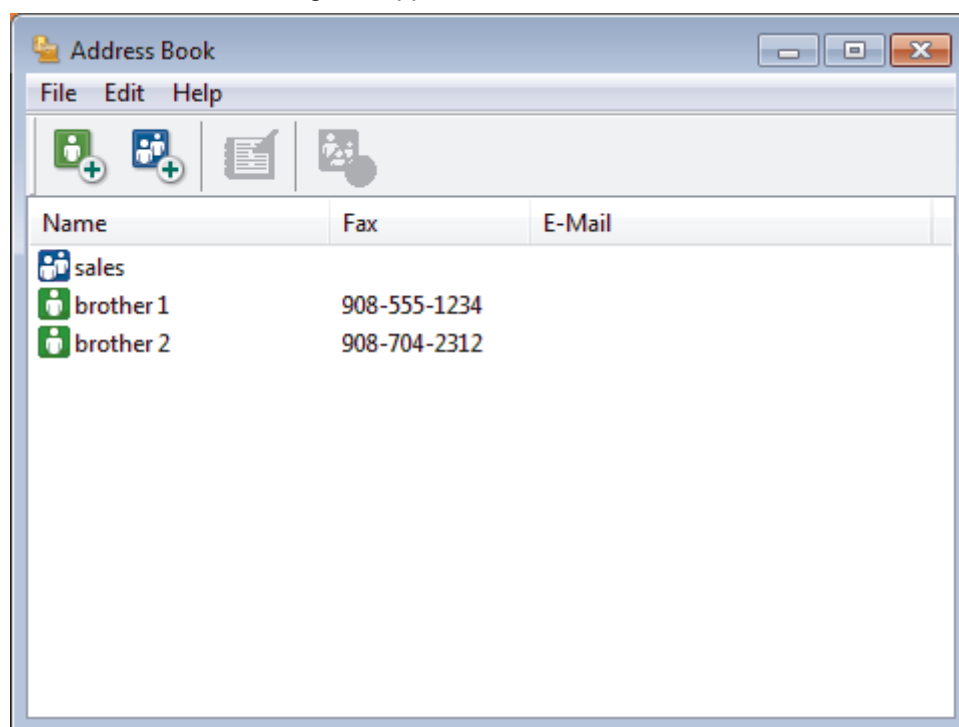 Address Book
File Edit Help
Name Fax E-Mail
sales
brother 1 908-555-1234
brother 2 908-704-2312